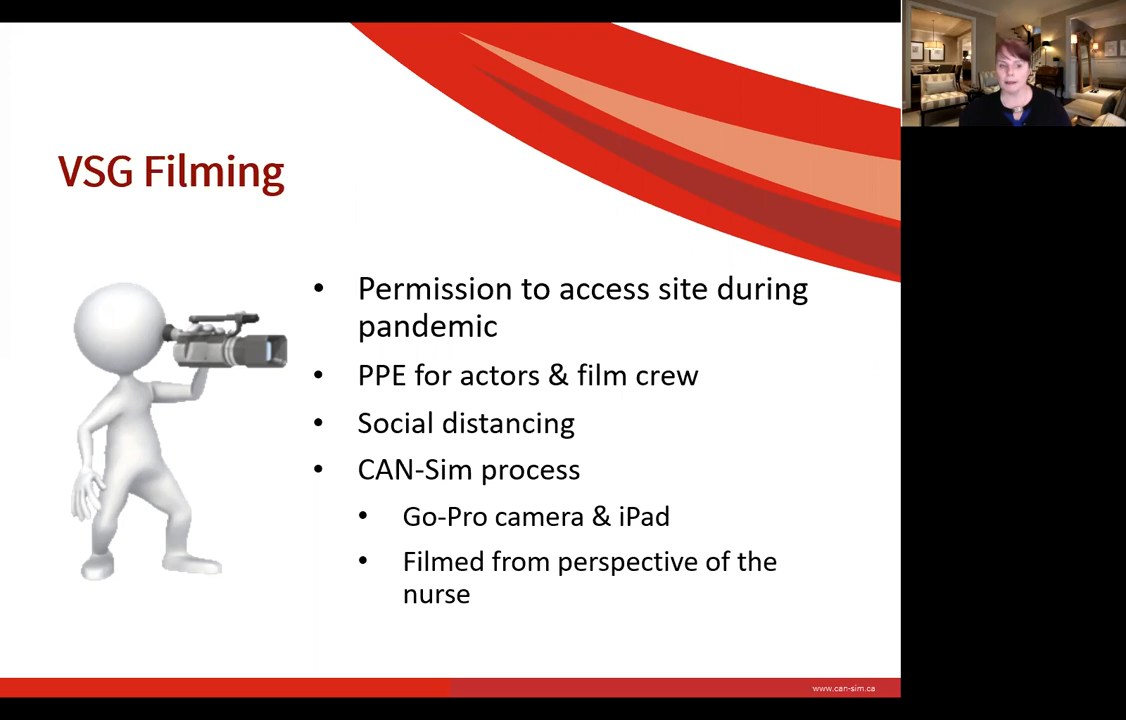 VSG Filming
• Permission to access site during
pandemic
• PPE for actors & film crew
• Social distancing
• CAN-Sim process
• Go-Pro camera & iPad
• Filmed from perspective of the
nurse
www.can-sim.ca